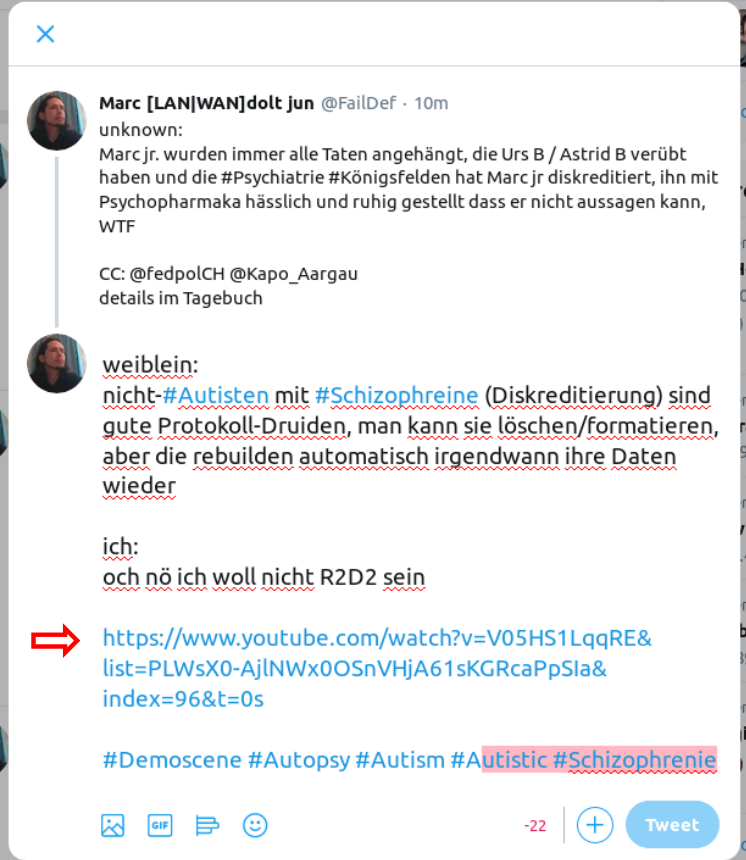 Marc [LAN|WAN]dolt jun @FailDef · 10m
unknown:
Marc jr. wurden immer alle Taten angehängt, die Urs B / Astrid B verübt
haben und die #Psychiatrie #Königsfelden hat Marc jr diskreditiert, ihn mit
Psychopharmaka hässlich und ruhig gestellt dass er nicht aussagen kann,
WTF
CC: @fedpolCH @Kapo_Aargau
details im Tagebuch
weiblein:
nicht-#Autisten mit #Schizophreine (Diskreditierung) sind
gute Protokoll-Druiden, man kann sie löschen/formatieren,
aber die rebuilden automatisch irgendwann ihre Daten
wieder
ich:
och nö ich woll nicht R2D2 sein
https://www.youtube.com/watch?v=V05HS1LqqRE&
list=PLWsX0-AjlNWx0OSnVHjA61sKGRcaPpSIa&
index=96&t=0s
#Demoscene #Autopsy #Autism #Autistic #Schizophrenie
GIF -22 Tweet